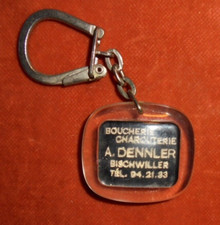 BOUCHERIE
CHARCUTERIE
A. DENNLER
BISCHWILLER
TÉL. 94.21.33